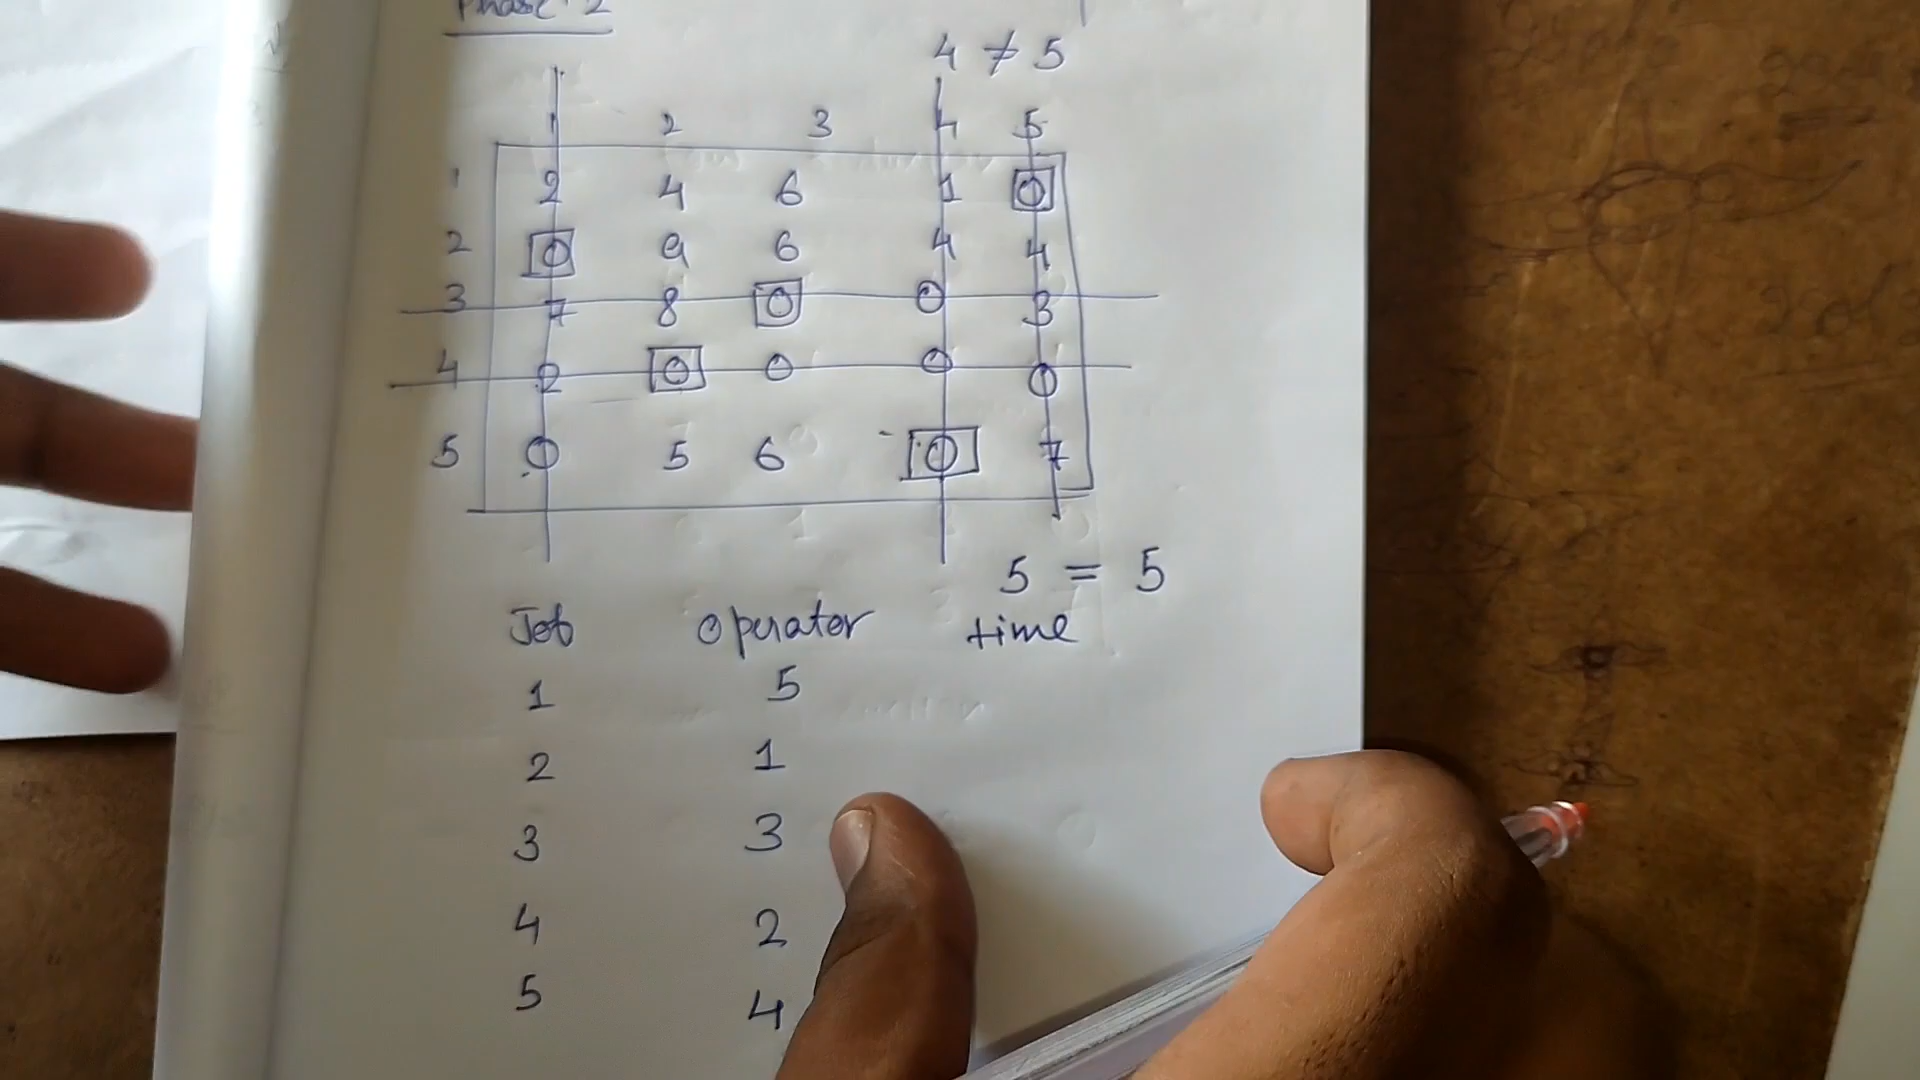 Phase: 2
4 ≠ 5
1 2 3 4 5
1 2 4 6 1 0
2 0 9 6 4 4
3 7 8 0 0 3
4 2 0 0 0 0
5 0 5 6 0 7
5 = 5
Job Operator time
1 5
2 1
3 3
4 2
5 4